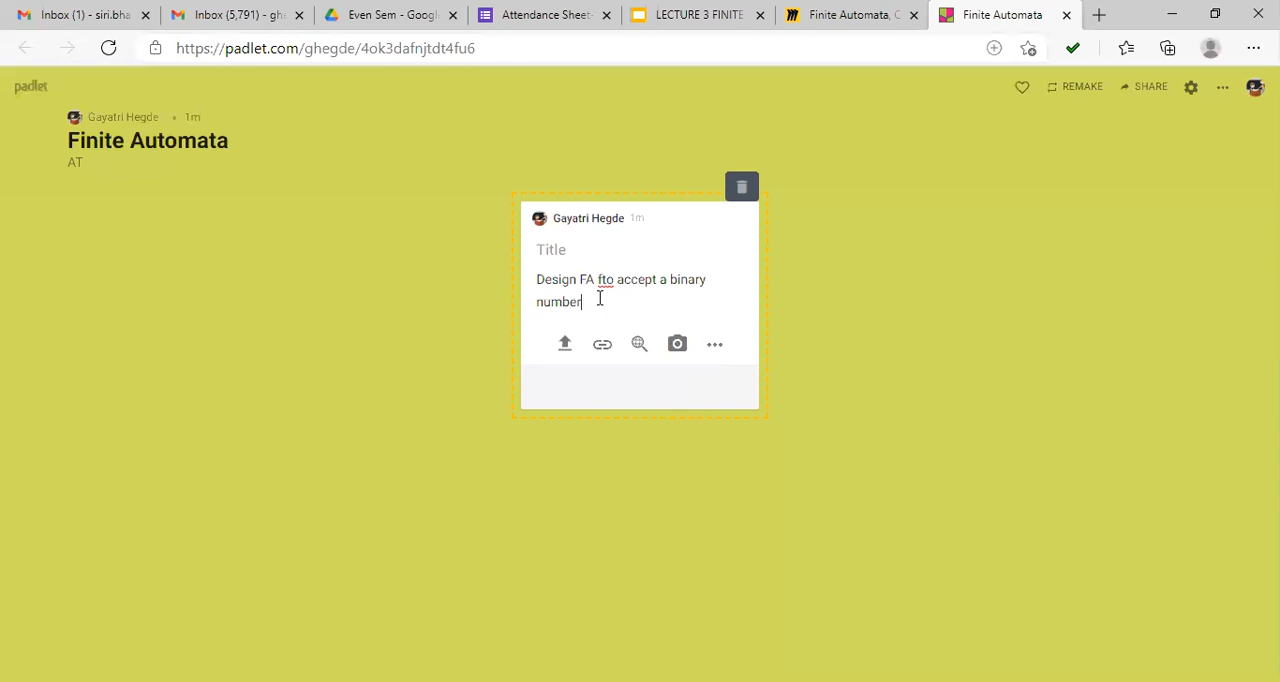 Inbox (1) - siri.bha
Inbox (5,791) - gh
Even Sem - Googl
Attendance Sheet-
LECTURE 3 FINITE
Finite Automata, C
Finite Automata
https://padlet.com/ghegde/4ok3dafnjtdt4fu6
padlet
REMAKE
SHARE
Gayatri Hegde • 1m
Finite Automata
AT
Gayatri Hegde 1m
Title
Design FA fto accept a binary
number